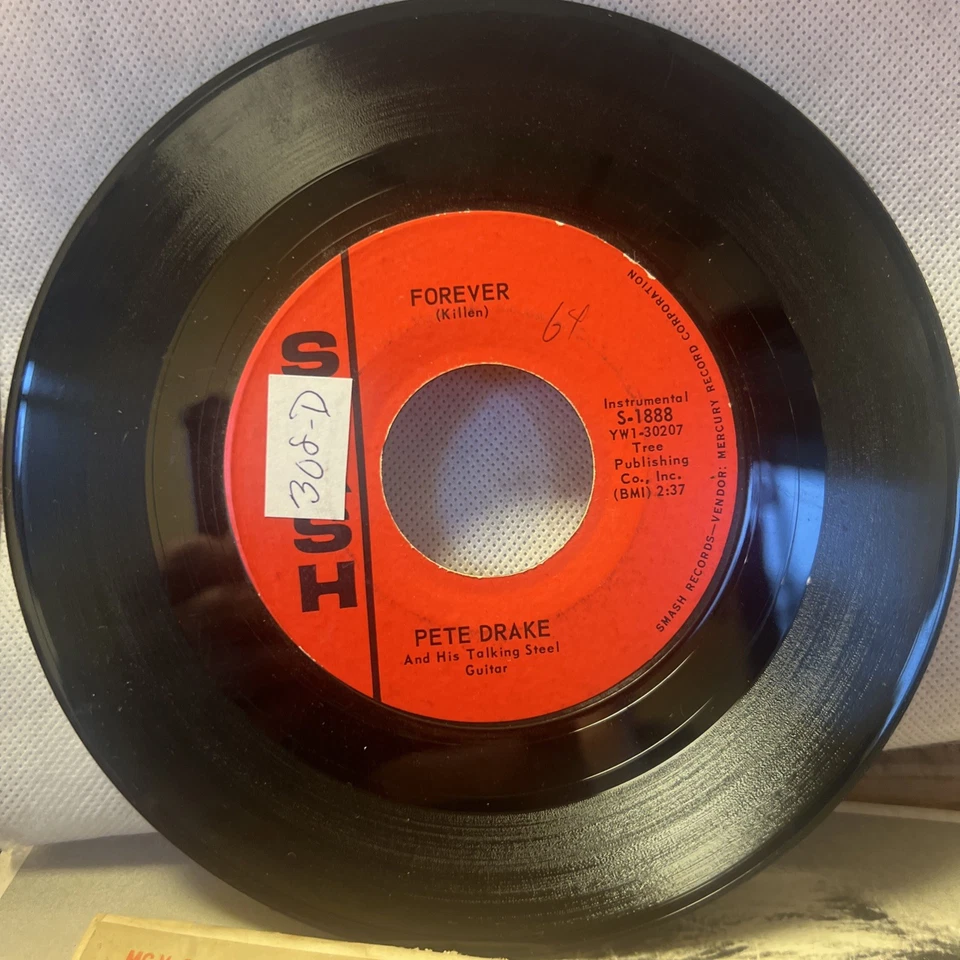 FOREVER
(Killen)
64
S
SH
308-D
Instrumental
S-1888
YW1-30207
Tree
Publishing
Co., Inc.
(BMI) 2:37
SMASH RECORDS—VENDOR: MERCURY RECORD CORPORATION
PETE DRAKE
And His Talking Steel
Guitar